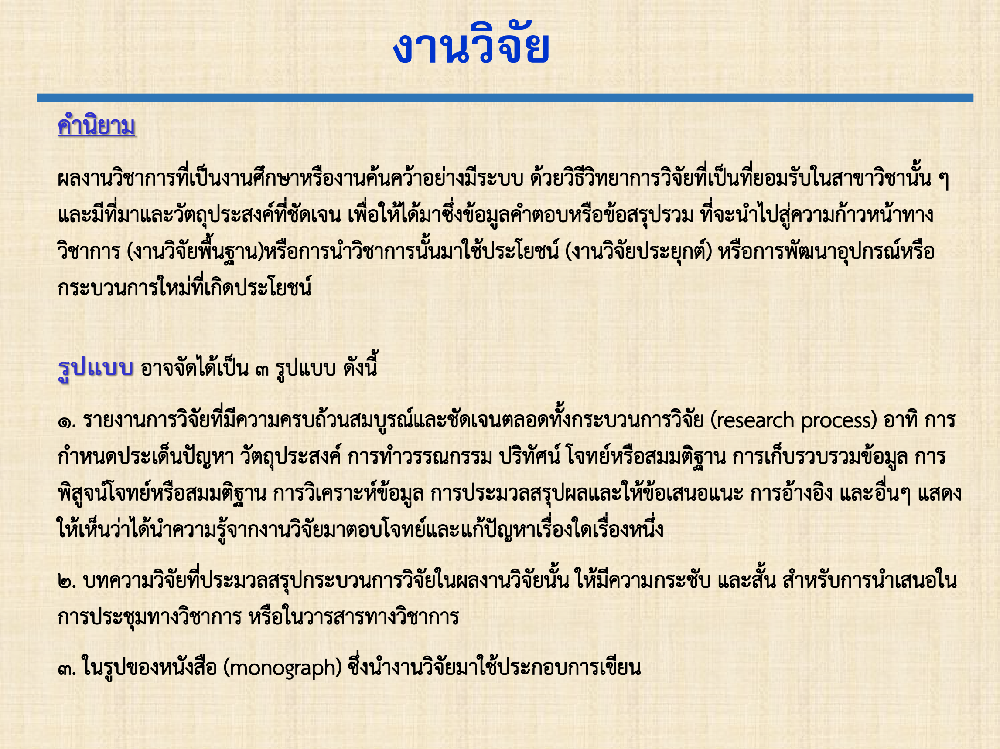 งานวิจัย
คำนิยาม
ผลงานวิชาการที่เป็นงานศึกษาหรืองานค้นคว้าอย่างมีระบบ ด้วยวิธีวิทยาการวิจัยที่เป็นที่ยอมรับในสาขาวิชานั้น ๆ
และมีที่มาและวัตถุประสงค์ที่ชัดเจน เพื่อให้ได้มาซึ่งข้อมูลคำตอบหรือข้อสรุปรวม ที่จะนำไปสู่ความก้าวหน้าทาง
วิชาการ (งานวิจัยพื้นฐาน)หรือการนำวิชาการนั้นมาใช้ประโยชน์ (งานวิจัยประยุกต์) หรือการพัฒนาอุปกรณ์หรือ
กระบวนการใหม่ที่เกิดประโยชน์
รูปแบบ อาจจัดได้เป็น ๓ รูปแบบ ดังนี้
๑. รายงานการวิจัยที่มีความครบถ้วนสมบูรณ์และชัดเจนตลอดทั้งกระบวนการวิจัย (research process) อาทิ การ
กำหนดประเด็นปัญหา วัตถุประสงค์ การทำวรรณกรรม ปริทัศน์ โจทย์หรือสมมติฐาน การเก็บรวบรวมข้อมูล การ
พิสูจน์โจทย์หรือสมมติฐาน การวิเคราะห์ข้อมูล การประมวลสรุปผลและให้ข้อเสนอแนะ การอ้างอิง และอื่นๆ แสดง
ให้เห็นว่าได้นำความรู้จากงานวิจัยมาตอบโจทย์และแก้ปัญหาเรื่องใดเรื่องหนึ่ง
๒. บทความวิจัยที่ประมวลสรุปกระบวนการวิจัยในผลงานวิจัยนั้น ให้มีความกระชับ และสั้น สำหรับการนำเสนอใน
การประชุมทางวิชาการ หรือในวารสารทางวิชาการ
๓. ในรูปของหนังสือ (monograph) ซึ่งนำงานวิจัยมาใช้ประกอบการเขียน